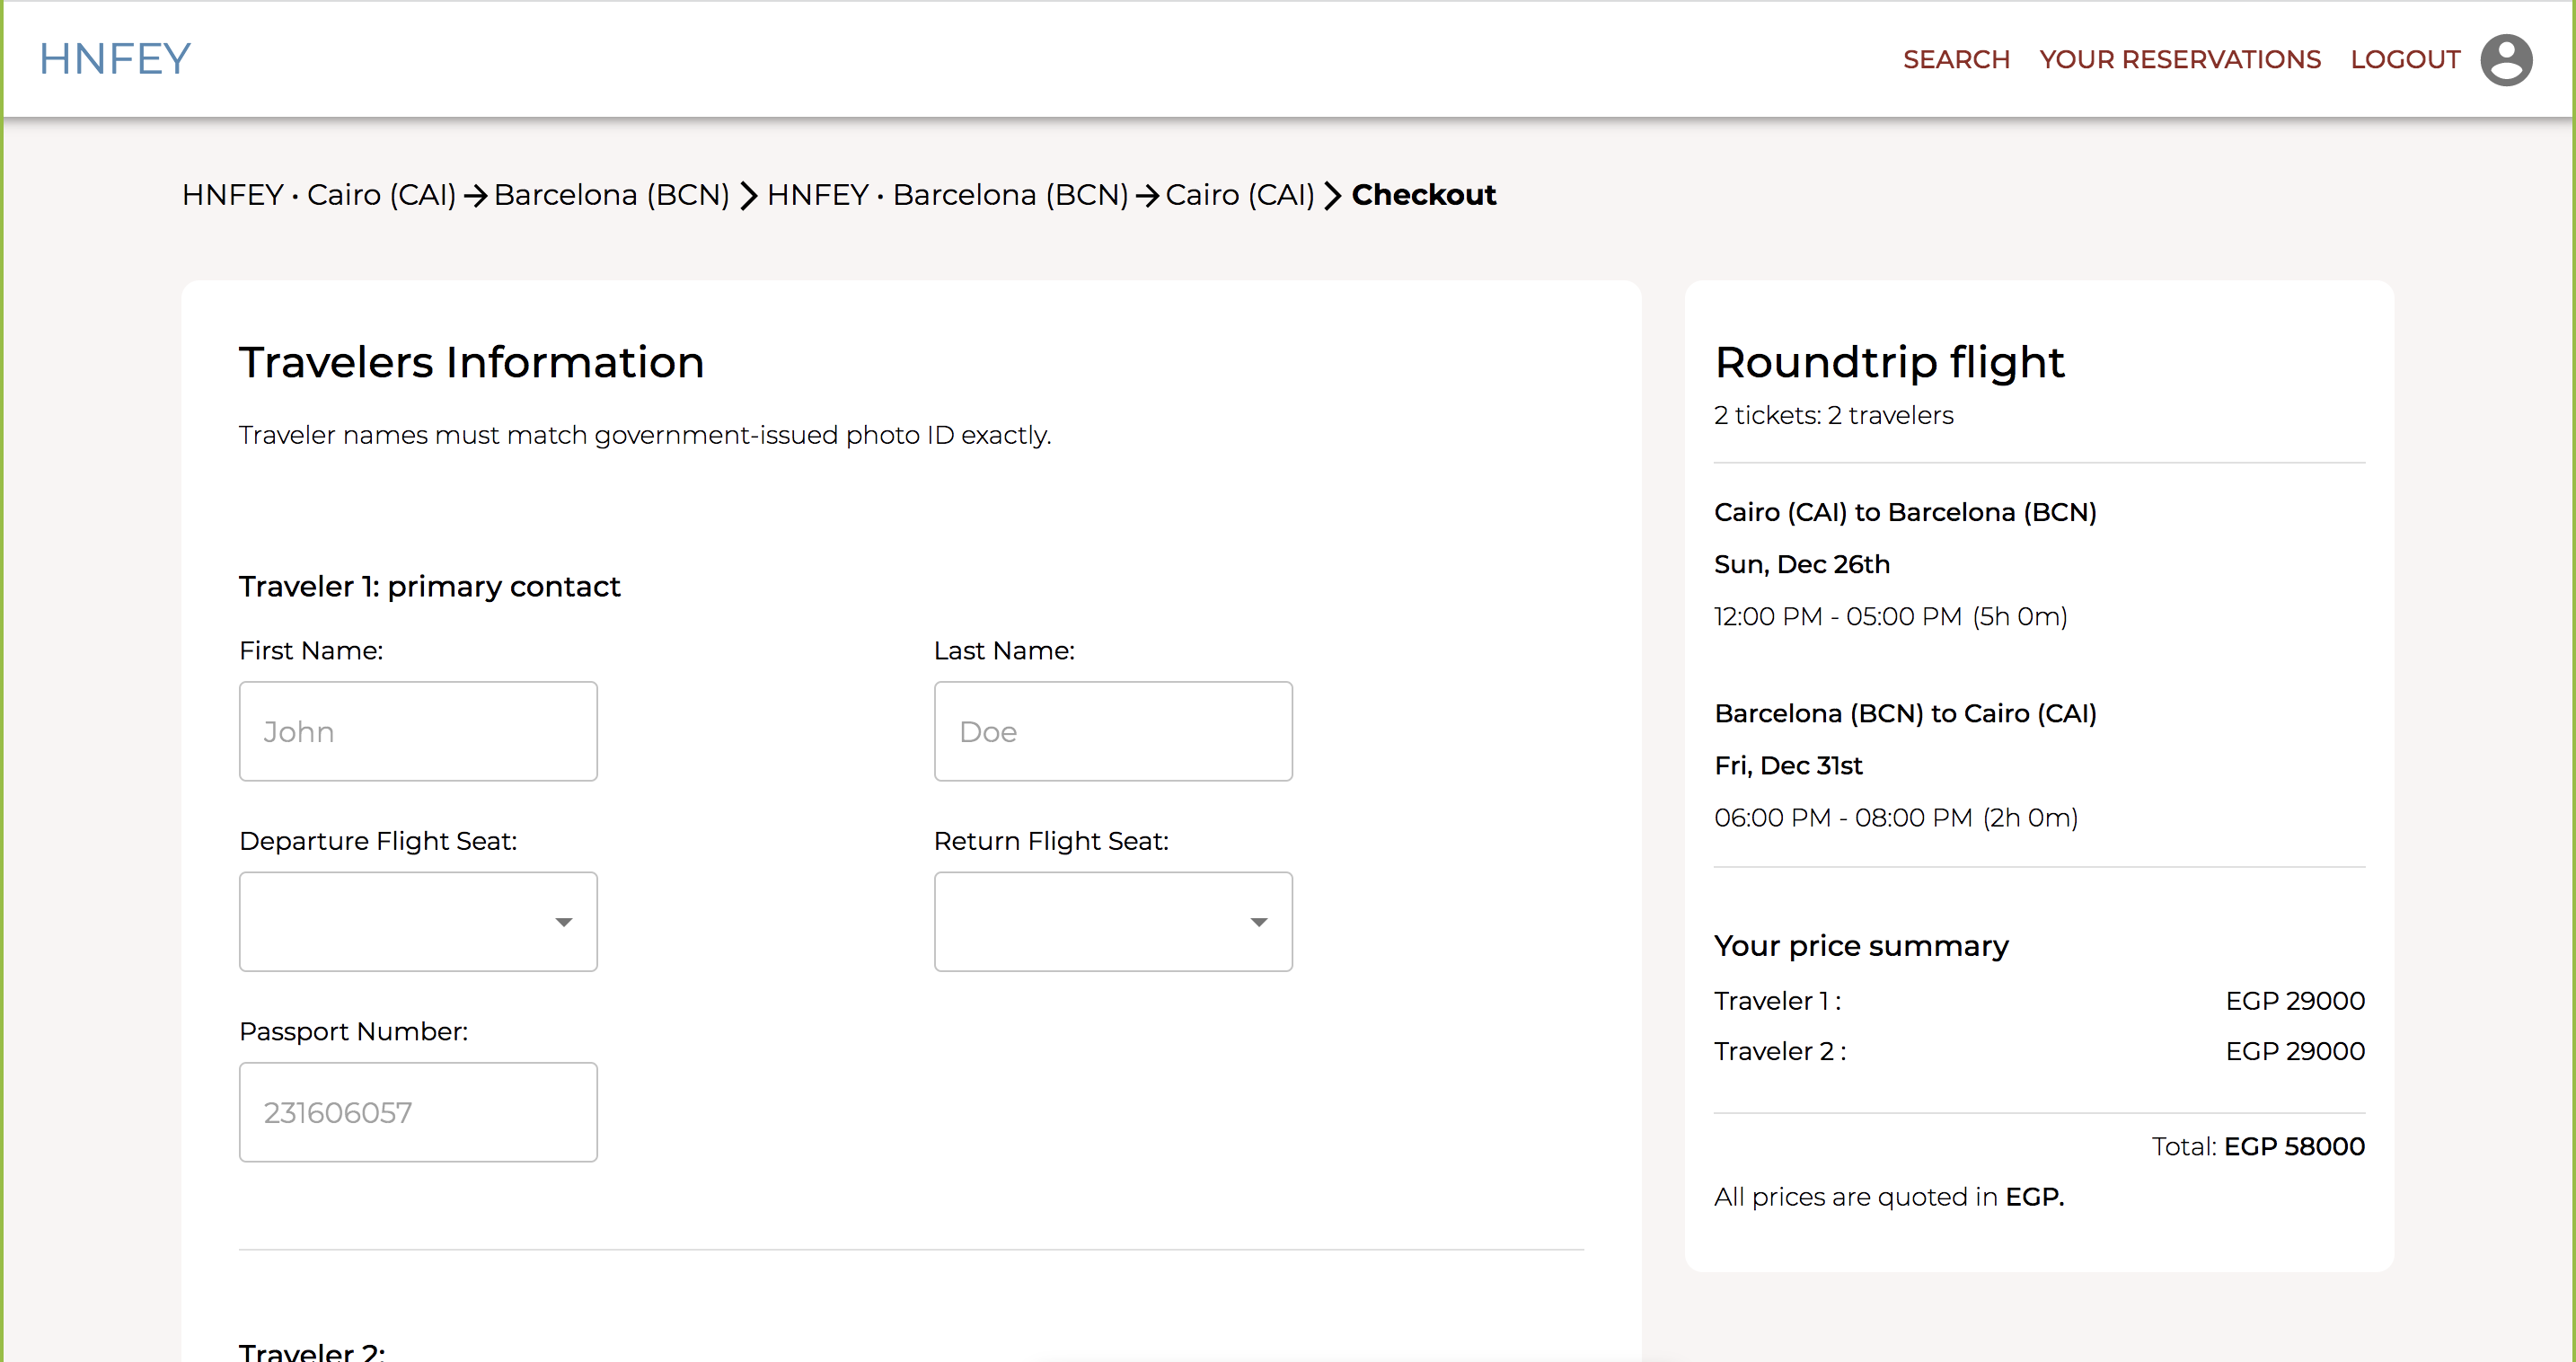 HNFEY
SEARCH YOUR RESERVATIONS LOGOUT
HNFEY · Cairo (CAI) → Barcelona (BCN) > HNFEY · Barcelona (BCN) → Cairo (CAI) > Checkout
Travelers Information
Traveler names must match government-issued photo ID exactly.
Traveler 1: primary contact
First Name: Last Name:
John Doe
Departure Flight Seat: Return Flight Seat:
Passport Number:
231606057
Traveler 2:
Roundtrip flight
2 tickets: 2 travelers
Cairo (CAI) to Barcelona (BCN)
Sun, Dec 26th
12:00 PM - 05:00 PM (5h 0m)
Barcelona (BCN) to Cairo (CAI)
Fri, Dec 31st
06:00 PM - 08:00 PM (2h 0m)
Your price summary
Traveler 1 : EGP 29000
Traveler 2 : EGP 29000
Total: EGP 58000
All prices are quoted in EGP.